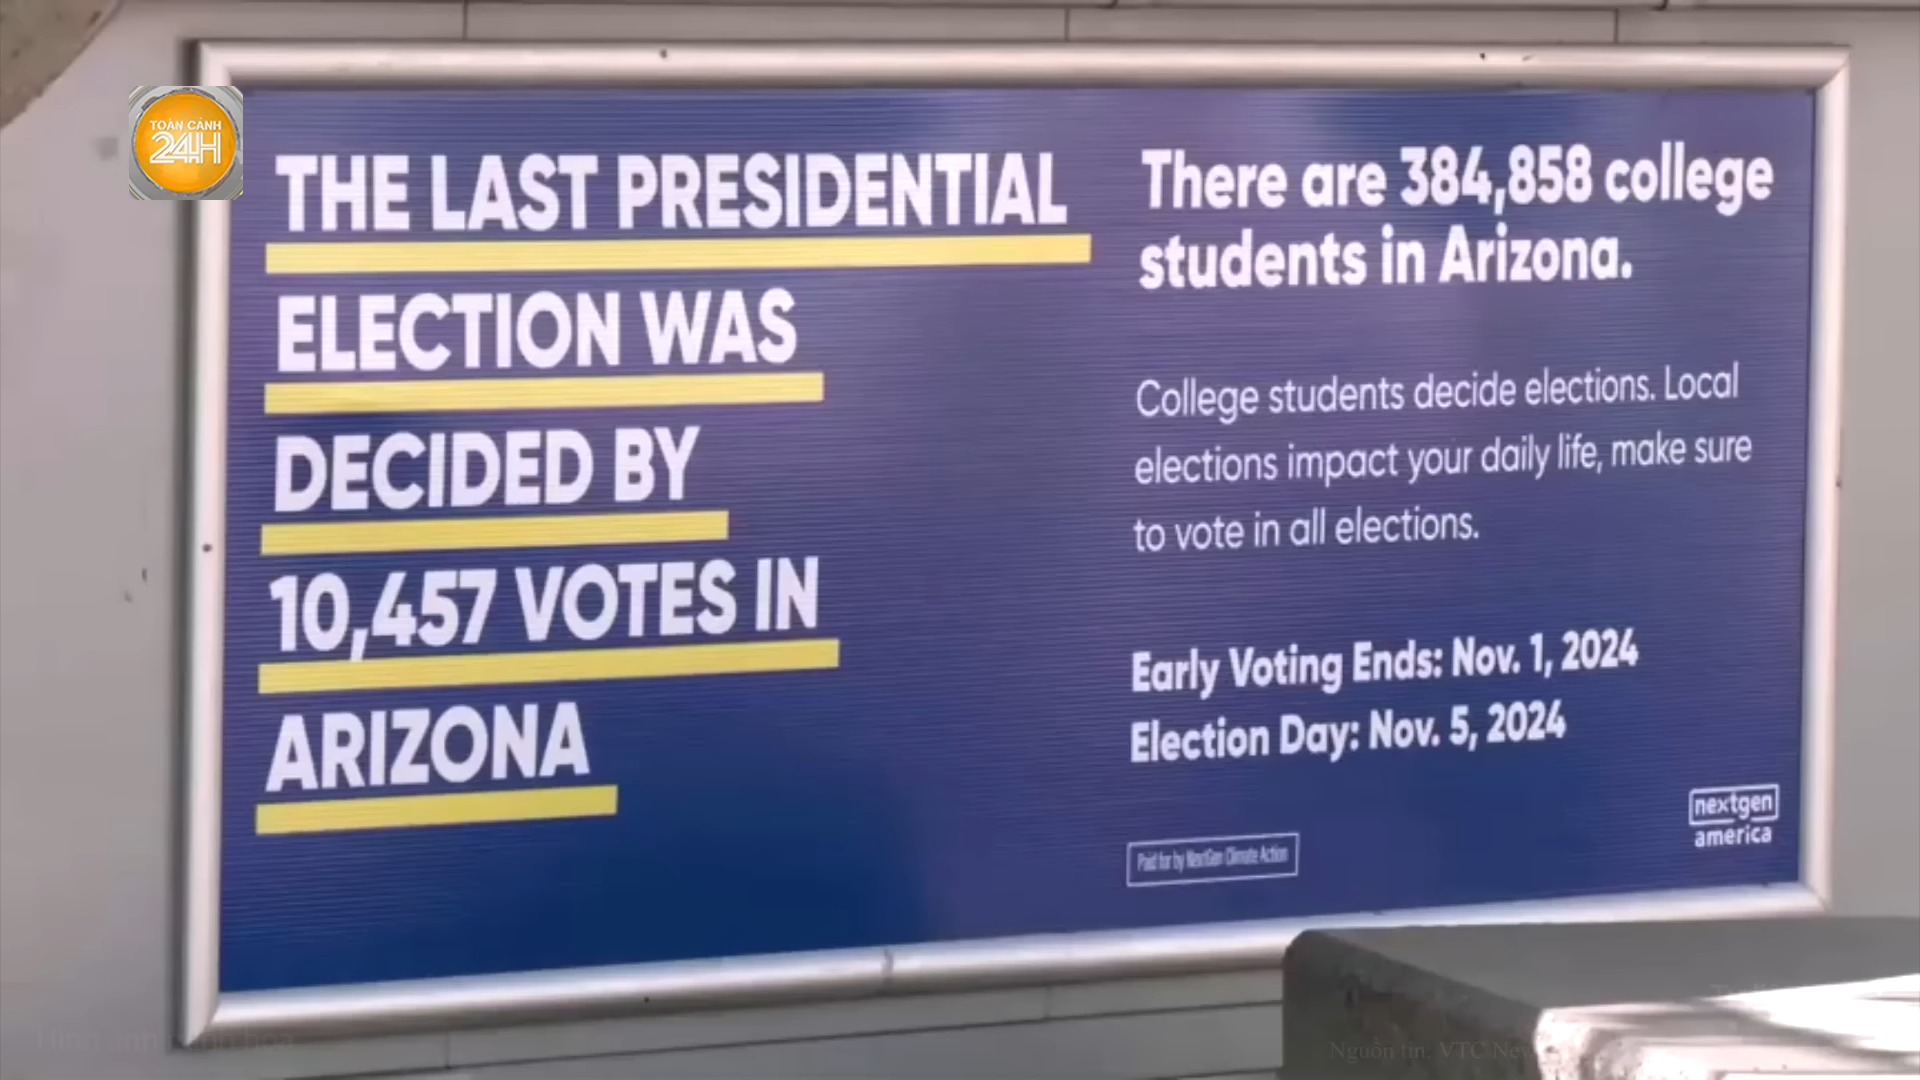 TOÀN CẢNH
24H
THE LAST PRESIDENTIAL
ELECTION WAS
DECIDED BY
10,457 VOTES IN
ARIZONA
There are 384,858 college
students in Arizona.
College students decide elections. Local
elections impact your daily life, make sure
to vote in all elections.
Early Voting Ends: Nov. 1, 2024
Election Day: Nov. 5, 2024
Paid for by NextGen Climate Action
nextgen
america
Nguồn tin: VTC